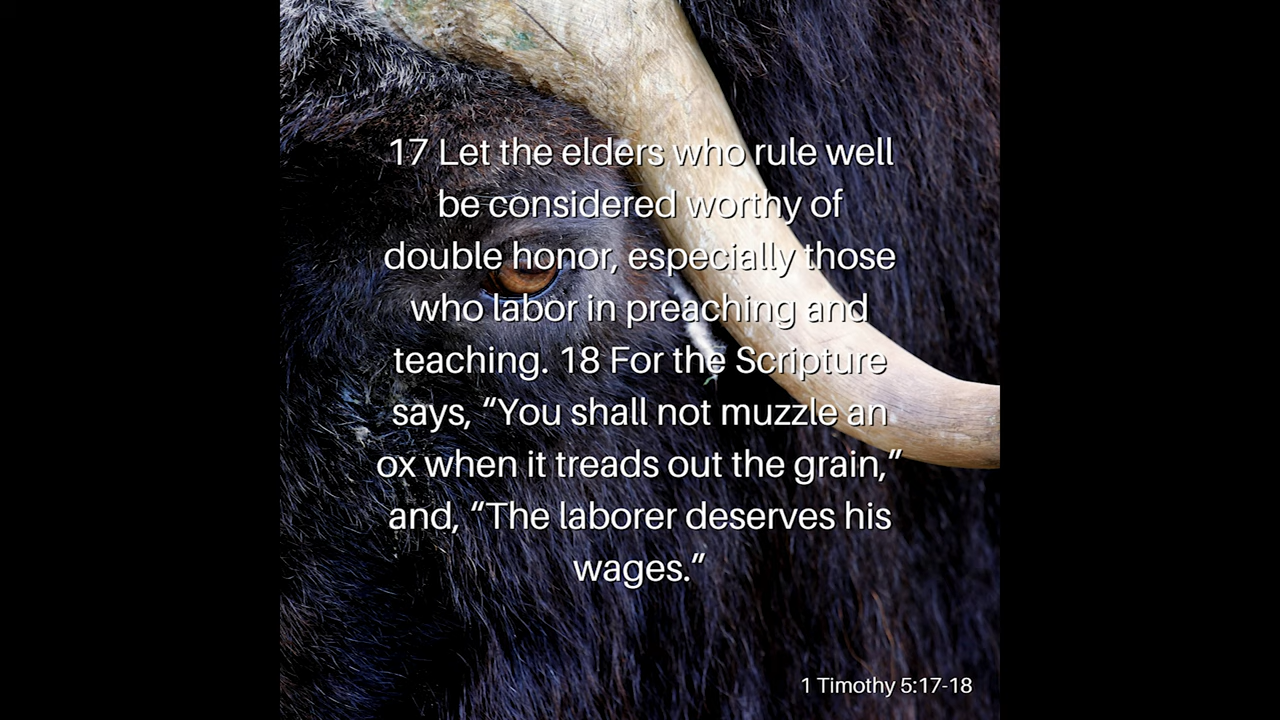 17 Let the elders who rule well
be considered worthy of
double honor, especially those
who labor in preaching and
teaching. 18 For the Scripture
says, “You shall not muzzle an
ox when it treads out the grain,”
and, “The laborer deserves his
wages.”
1 Timothy 5:17-18